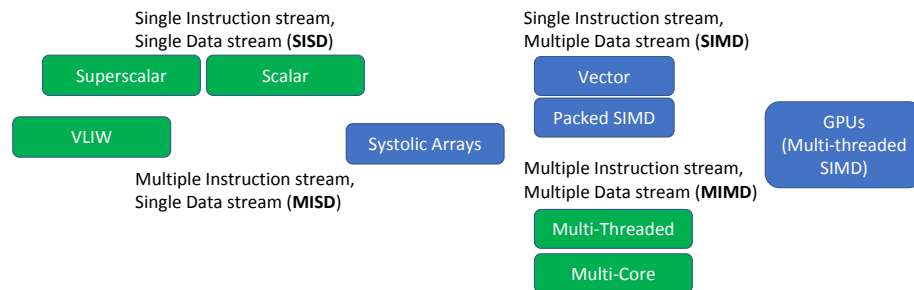 Single Instruction stream,
Single Data stream (SISD)
Superscalar
Scalar
VLIW
Systolic Arrays
Multiple Instruction stream,
Single Data stream (MISD)
Single Instruction stream,
Multiple Data stream (SIMD)
Vector
Packed SIMD
GPUs
(Multi-threaded
SIMD)
Multiple Instruction stream,
Multiple Data stream (MIMD)
Multi-Threaded
Multi-Core